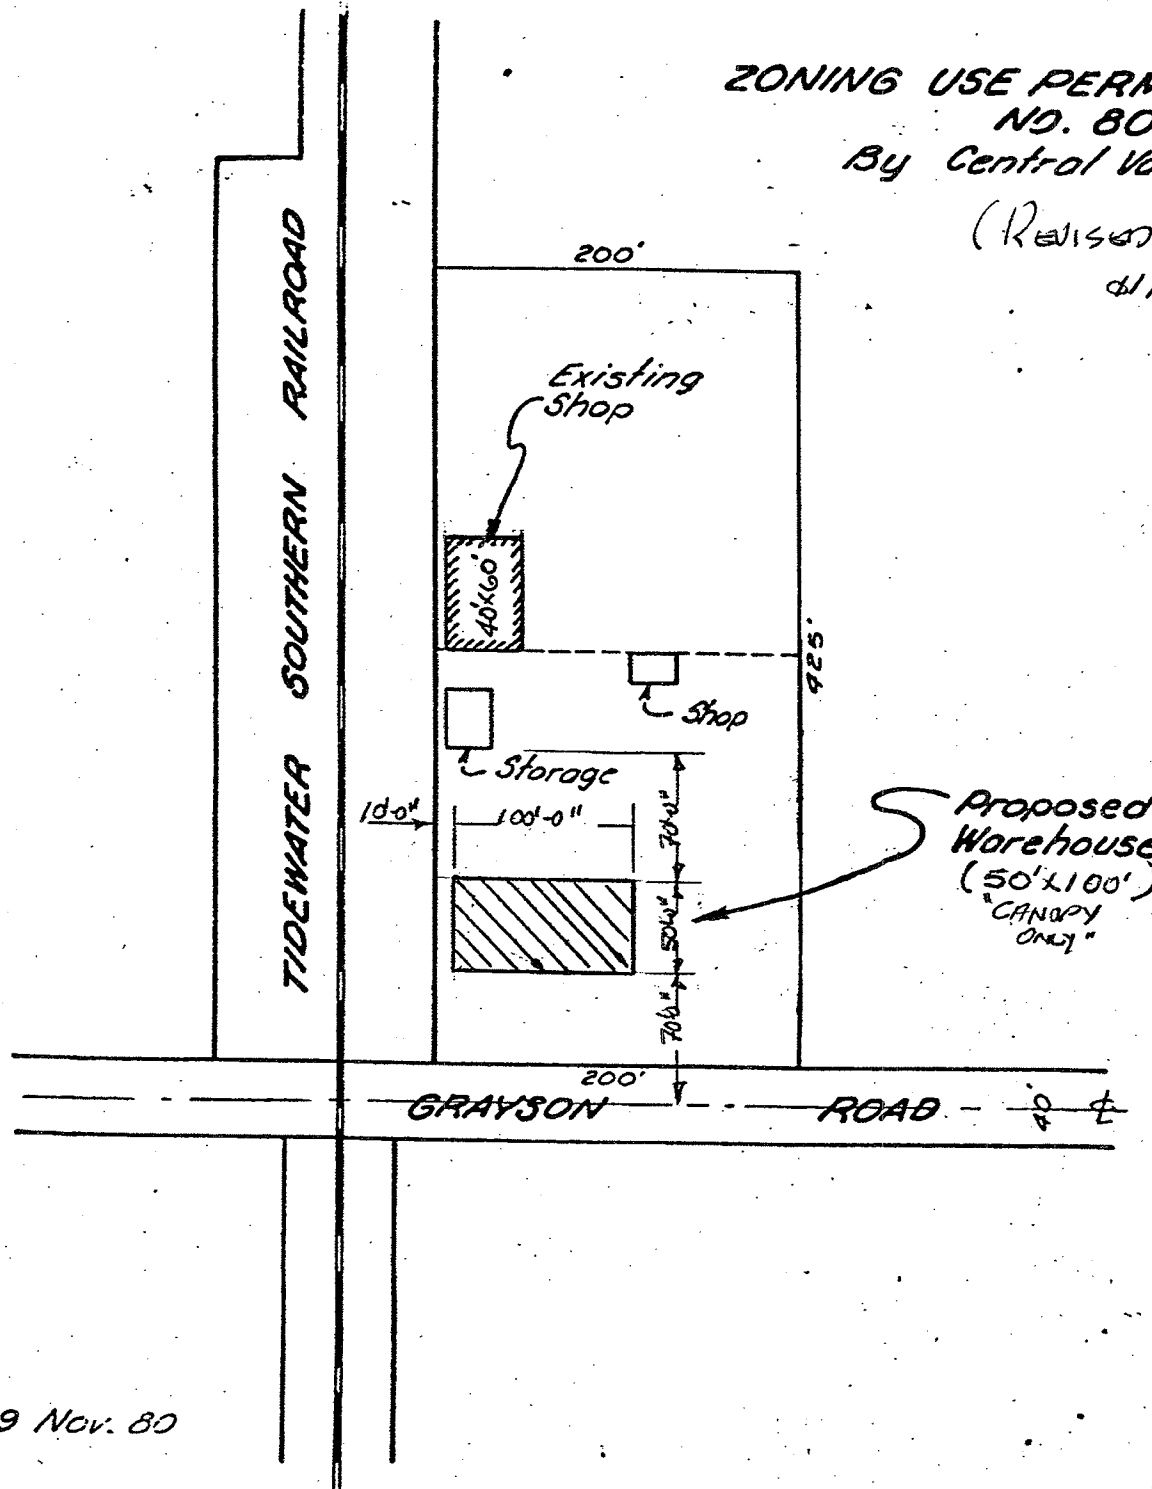 ZONING USE PERM
NO. 80
By Central Va
(REVISED
200'
Existing
Shop
40'x60'
425'
Shop
Storage
10'-0"
100'-0"
70'-0"
Proposed
Warehouse
(50'X100')
"CANOPY
ONLY"
50'-0"
70'-0"
TIDEWATER SOUTHERN RAILROAD
200'
GRAYSON ROAD
40'
℄
9 Nov. 80